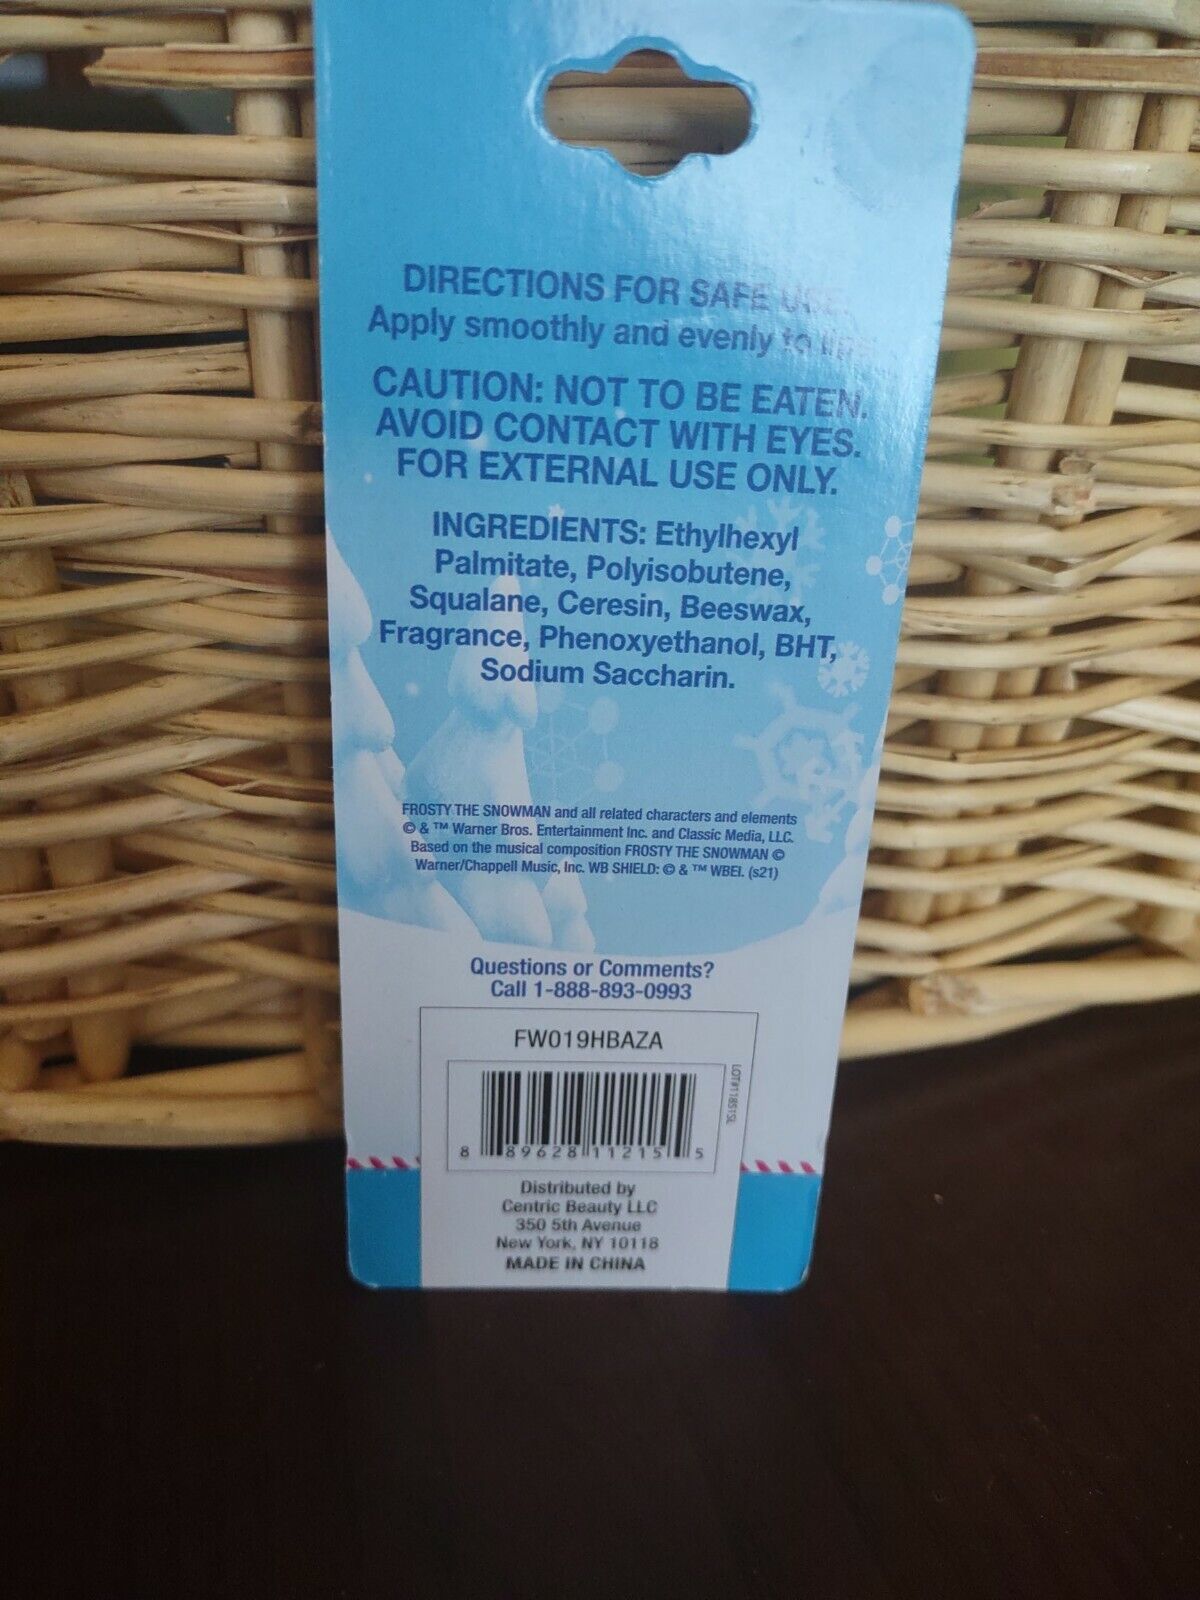 DIRECTIONS FOR SAFE USE:
Apply smoothly and evenly to lips.
CAUTION: NOT TO BE EATEN.
AVOID CONTACT WITH EYES.
FOR EXTERNAL USE ONLY.
INGREDIENTS: Ethylhexyl
Palmitate, Polyisobutene,
Squalane, Ceresin, Beeswax,
Fragrance, Phenoxyethanol, BHT,
Sodium Saccharin.
FROSTY THE SNOWMAN and all related characters and elements
© & ™ Warner Bros. Entertainment Inc. and Classic Media, LLC.
Based on the musical composition FROSTY THE SNOWMAN ©
Warner/Chappell Music, Inc. WB SHIELD: © & ™ WBEI. (s21)
Questions or Comments?
Call 1-888-893-0993
FW019HBAZA
8 89628 11215 5
Distributed by
Centric Beauty LLC
350 5th Avenue
New York, NY 10118
MADE IN CHINA